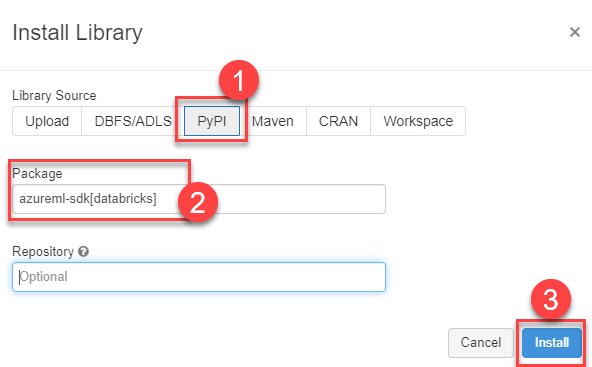 Install Library
×
1
Library Source
Upload DBFS/ADLS PyPI Maven CRAN Workspace
Package
azureml-sdk[databricks]
2
Repository ?
Optional
3
Cancel Install